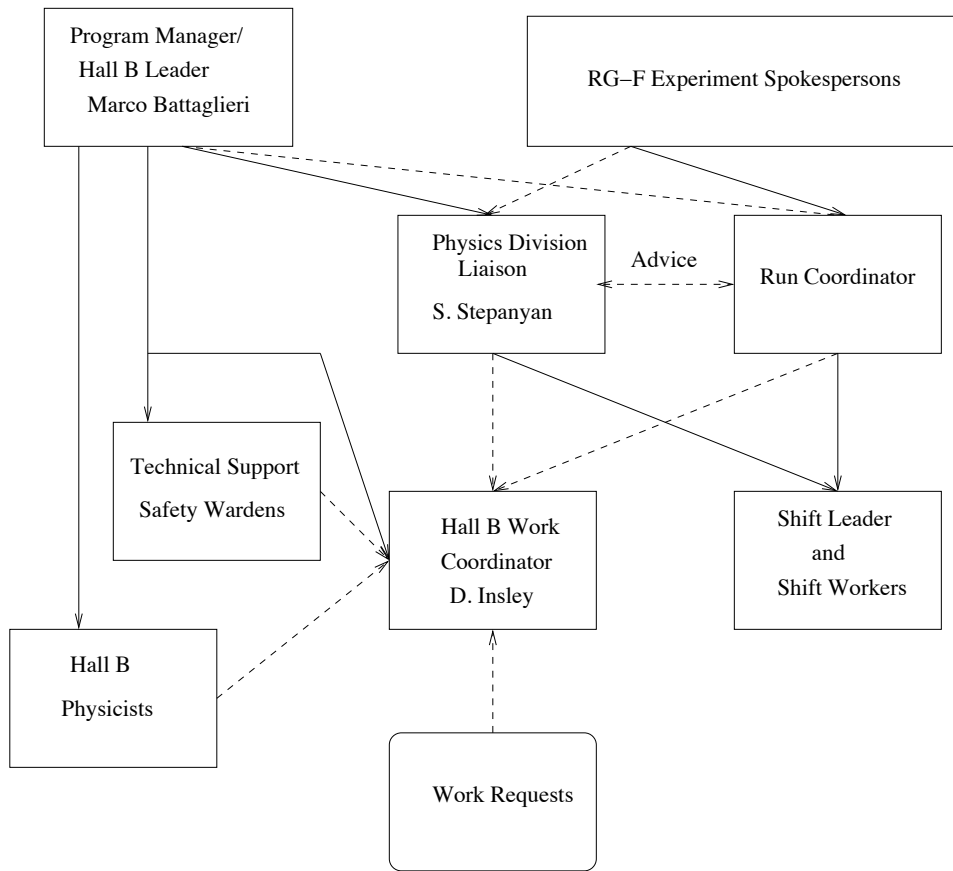 Program Manager/
Hall B Leader
Marco Battaglieri
RG–F Experiment Spokespersons
Physics Division
Liaison
S. Stepanyan
Advice
Run Coordinator
Technical Support
Safety Wardens
Hall B Work
Coordinator
D. Insley
Shift Leader
and
Shift Workers
Hall B
Physicists
Work Requests